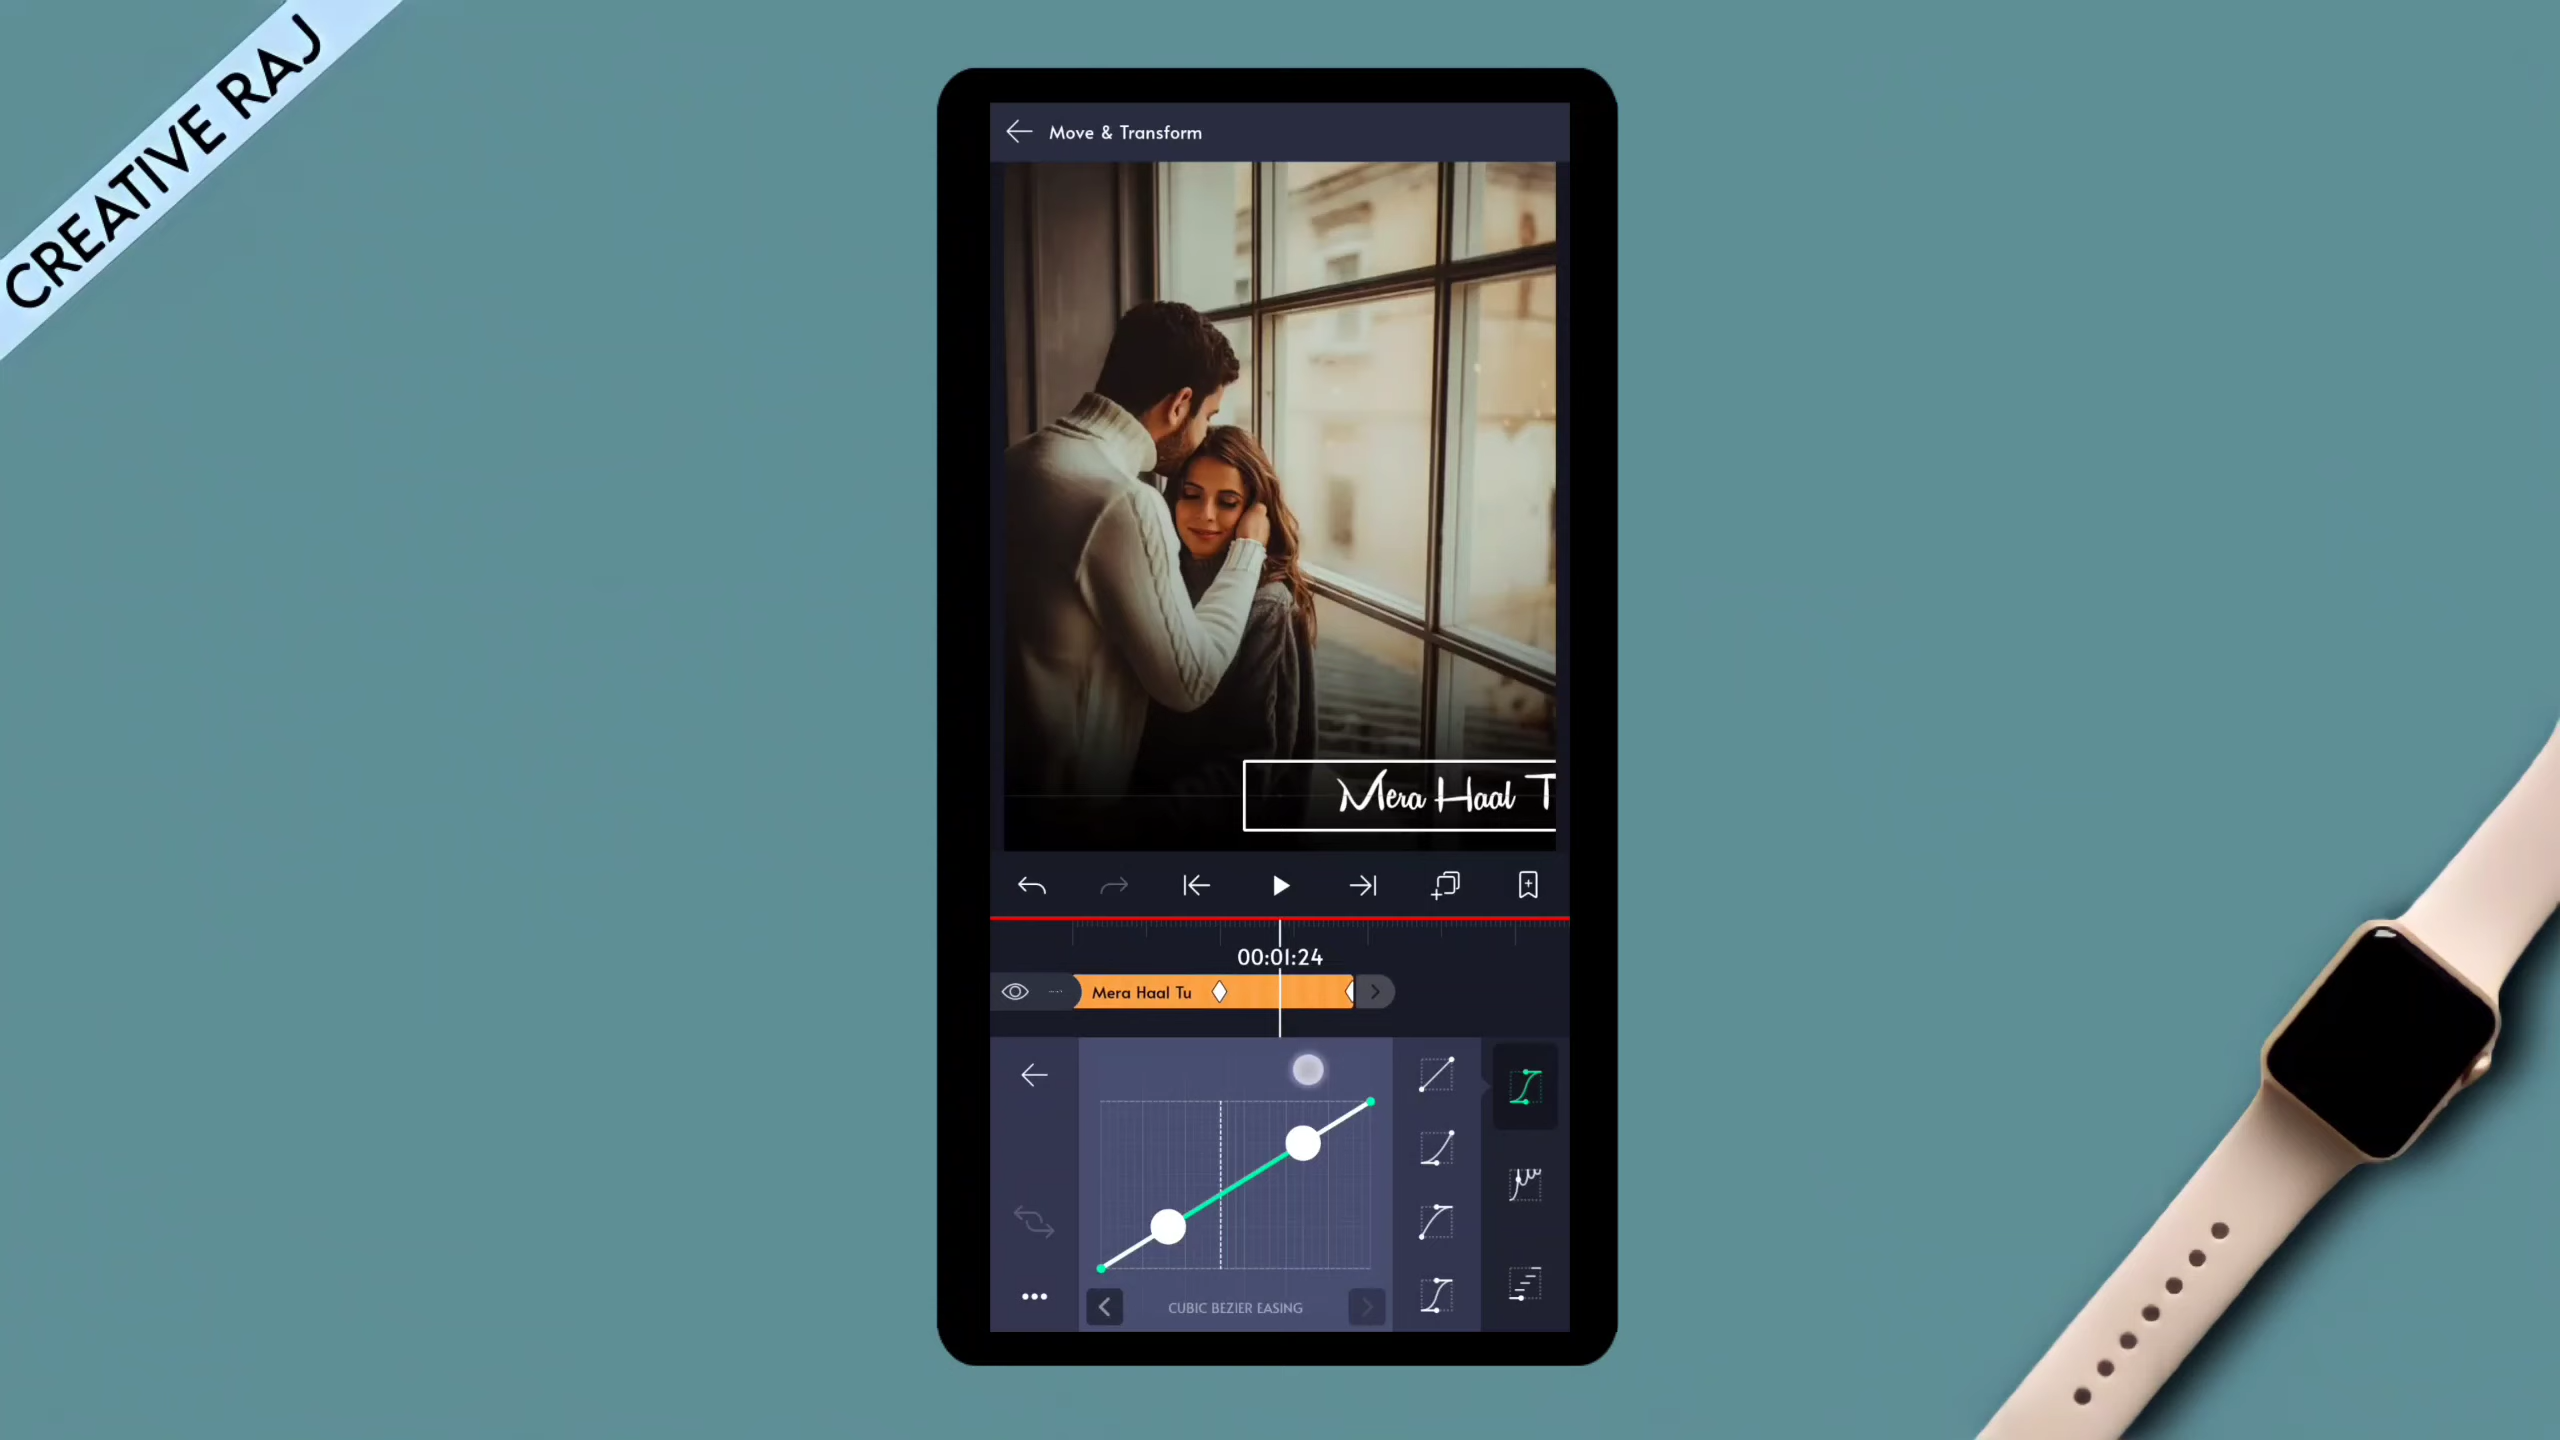 CREATIVE RAJ
Move & Transform
Mera Haal T
00:01:24
Mera Haal Tu
CUBIC BEZIER EASING